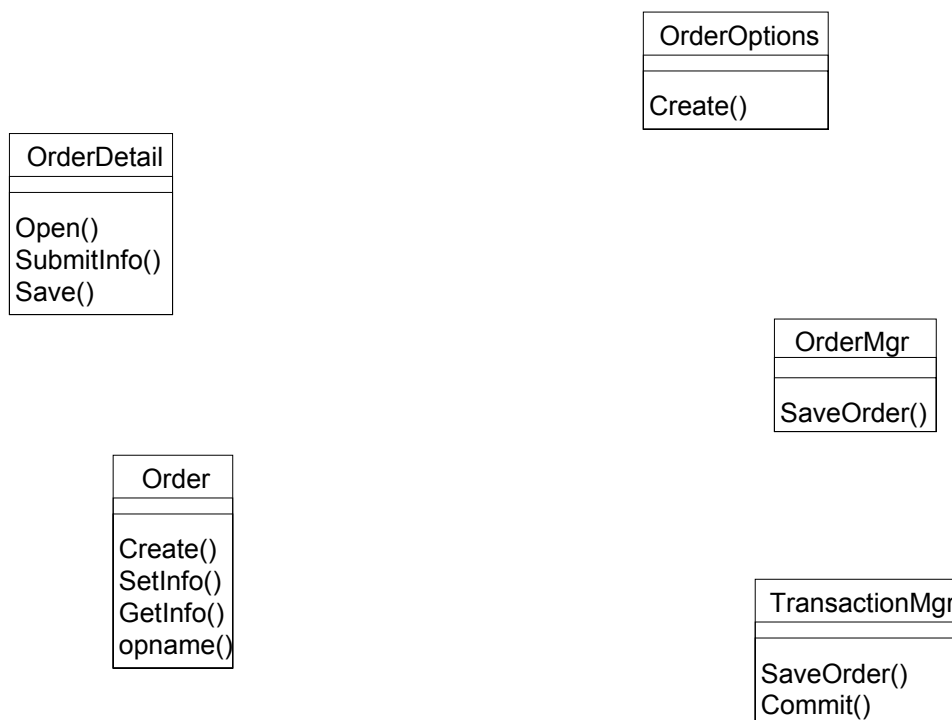 OrderOptions
Create()
OrderDetail
Open()
SubmitInfo()
Save()
OrderMgr
SaveOrder()
Order
Create()
SetInfo()
GetInfo()
opname()
TransactionMgr
SaveOrder()
Commit()